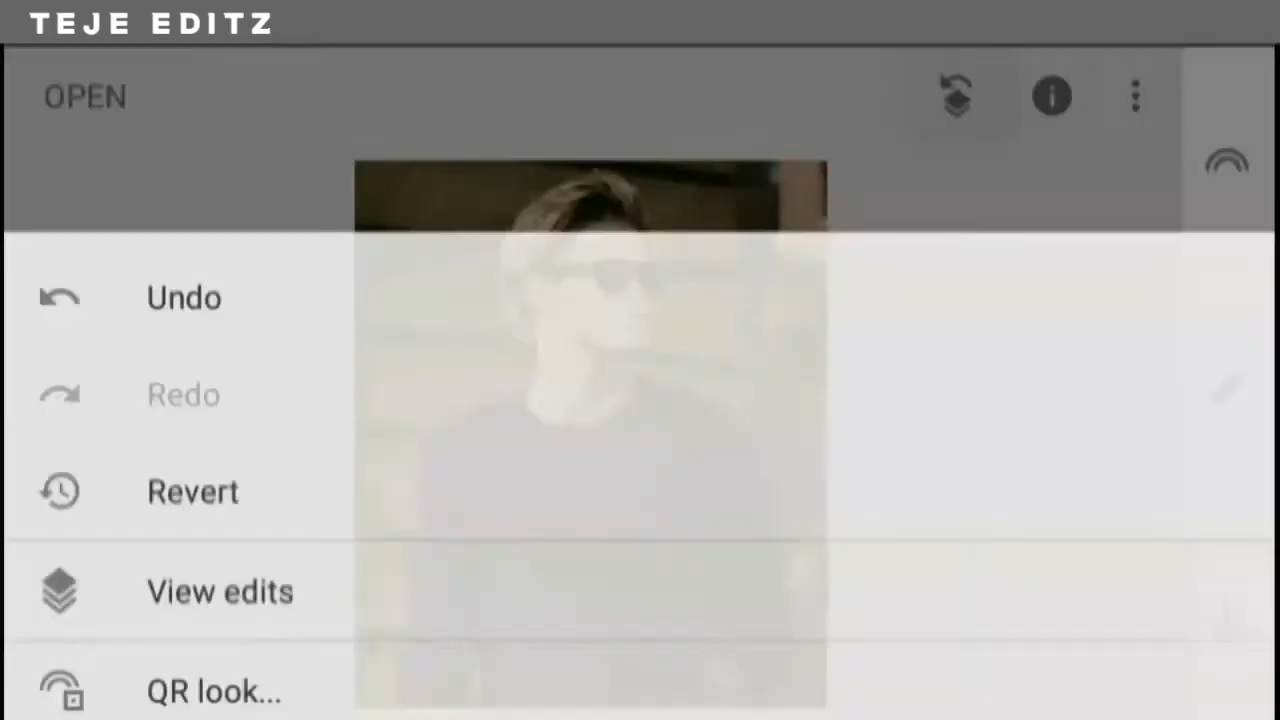 TEJE EDITZ
OPEN
Undo
Redo
Revert
View edits
QR look...